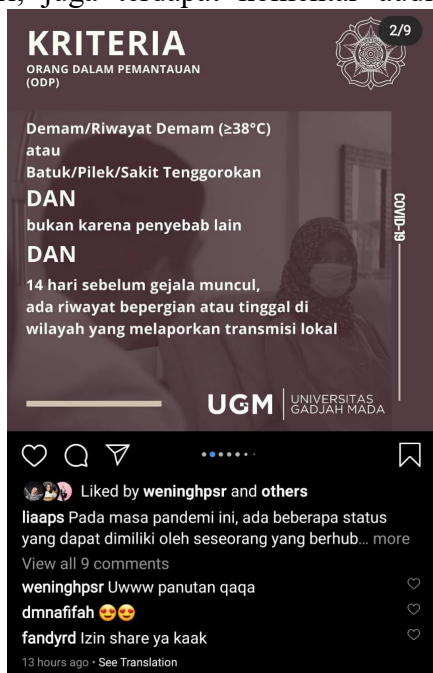 juga terdapat komentar
KRITERIA
ORANG DALAM PEMANTAUAN
(ODP)
2/9
Demam/Riwayat Demam (≥38°C)
atau
Batuk/Pilek/Sakit Tenggorokan
DAN
bukan karena penyebab lain
DAN
14 hari sebelum gejala muncul,
ada riwayat bepergian atau tinggal di
wilayah yang melaporkan transmisi lokal
COVID-19
UGM UNIVERSITAS
GADJAH MADA
Liked by weninghpsr and others
liaaps Pada masa pandemi ini, ada beberapa status
yang dapat dimiliki oleh seseorang yang berhub... more
View all 9 comments
weninghpsr Uwww panutan qaqa
dmnafifah 😍😍
fandyrd Izin share ya kaak
13 hours ago • See Translation